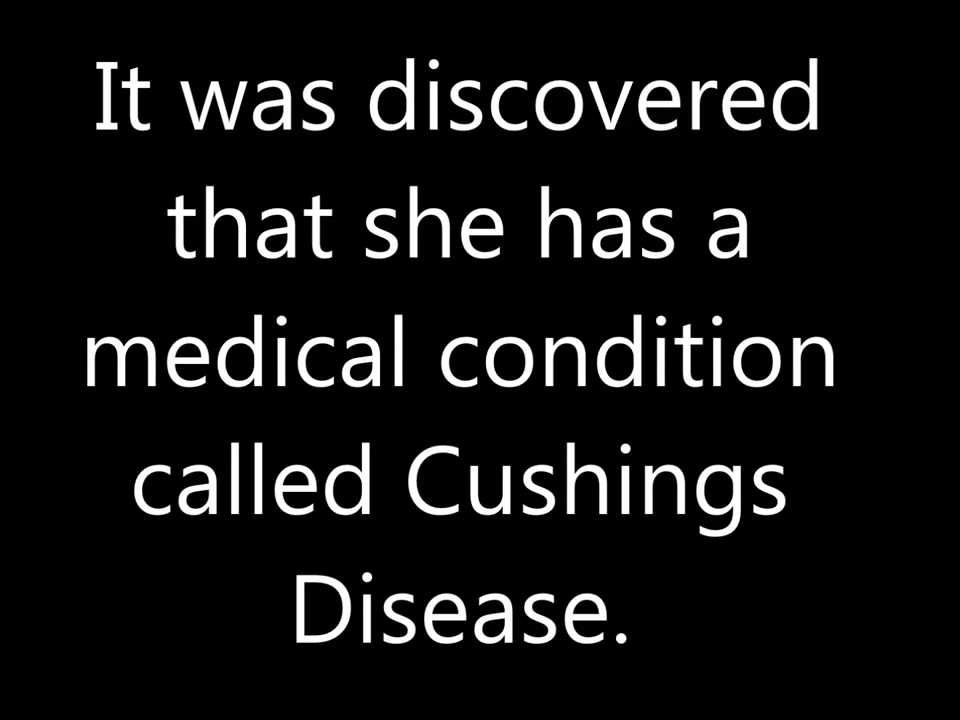 It was discovered
that she has a
medical condition
called Cushings
Disease.